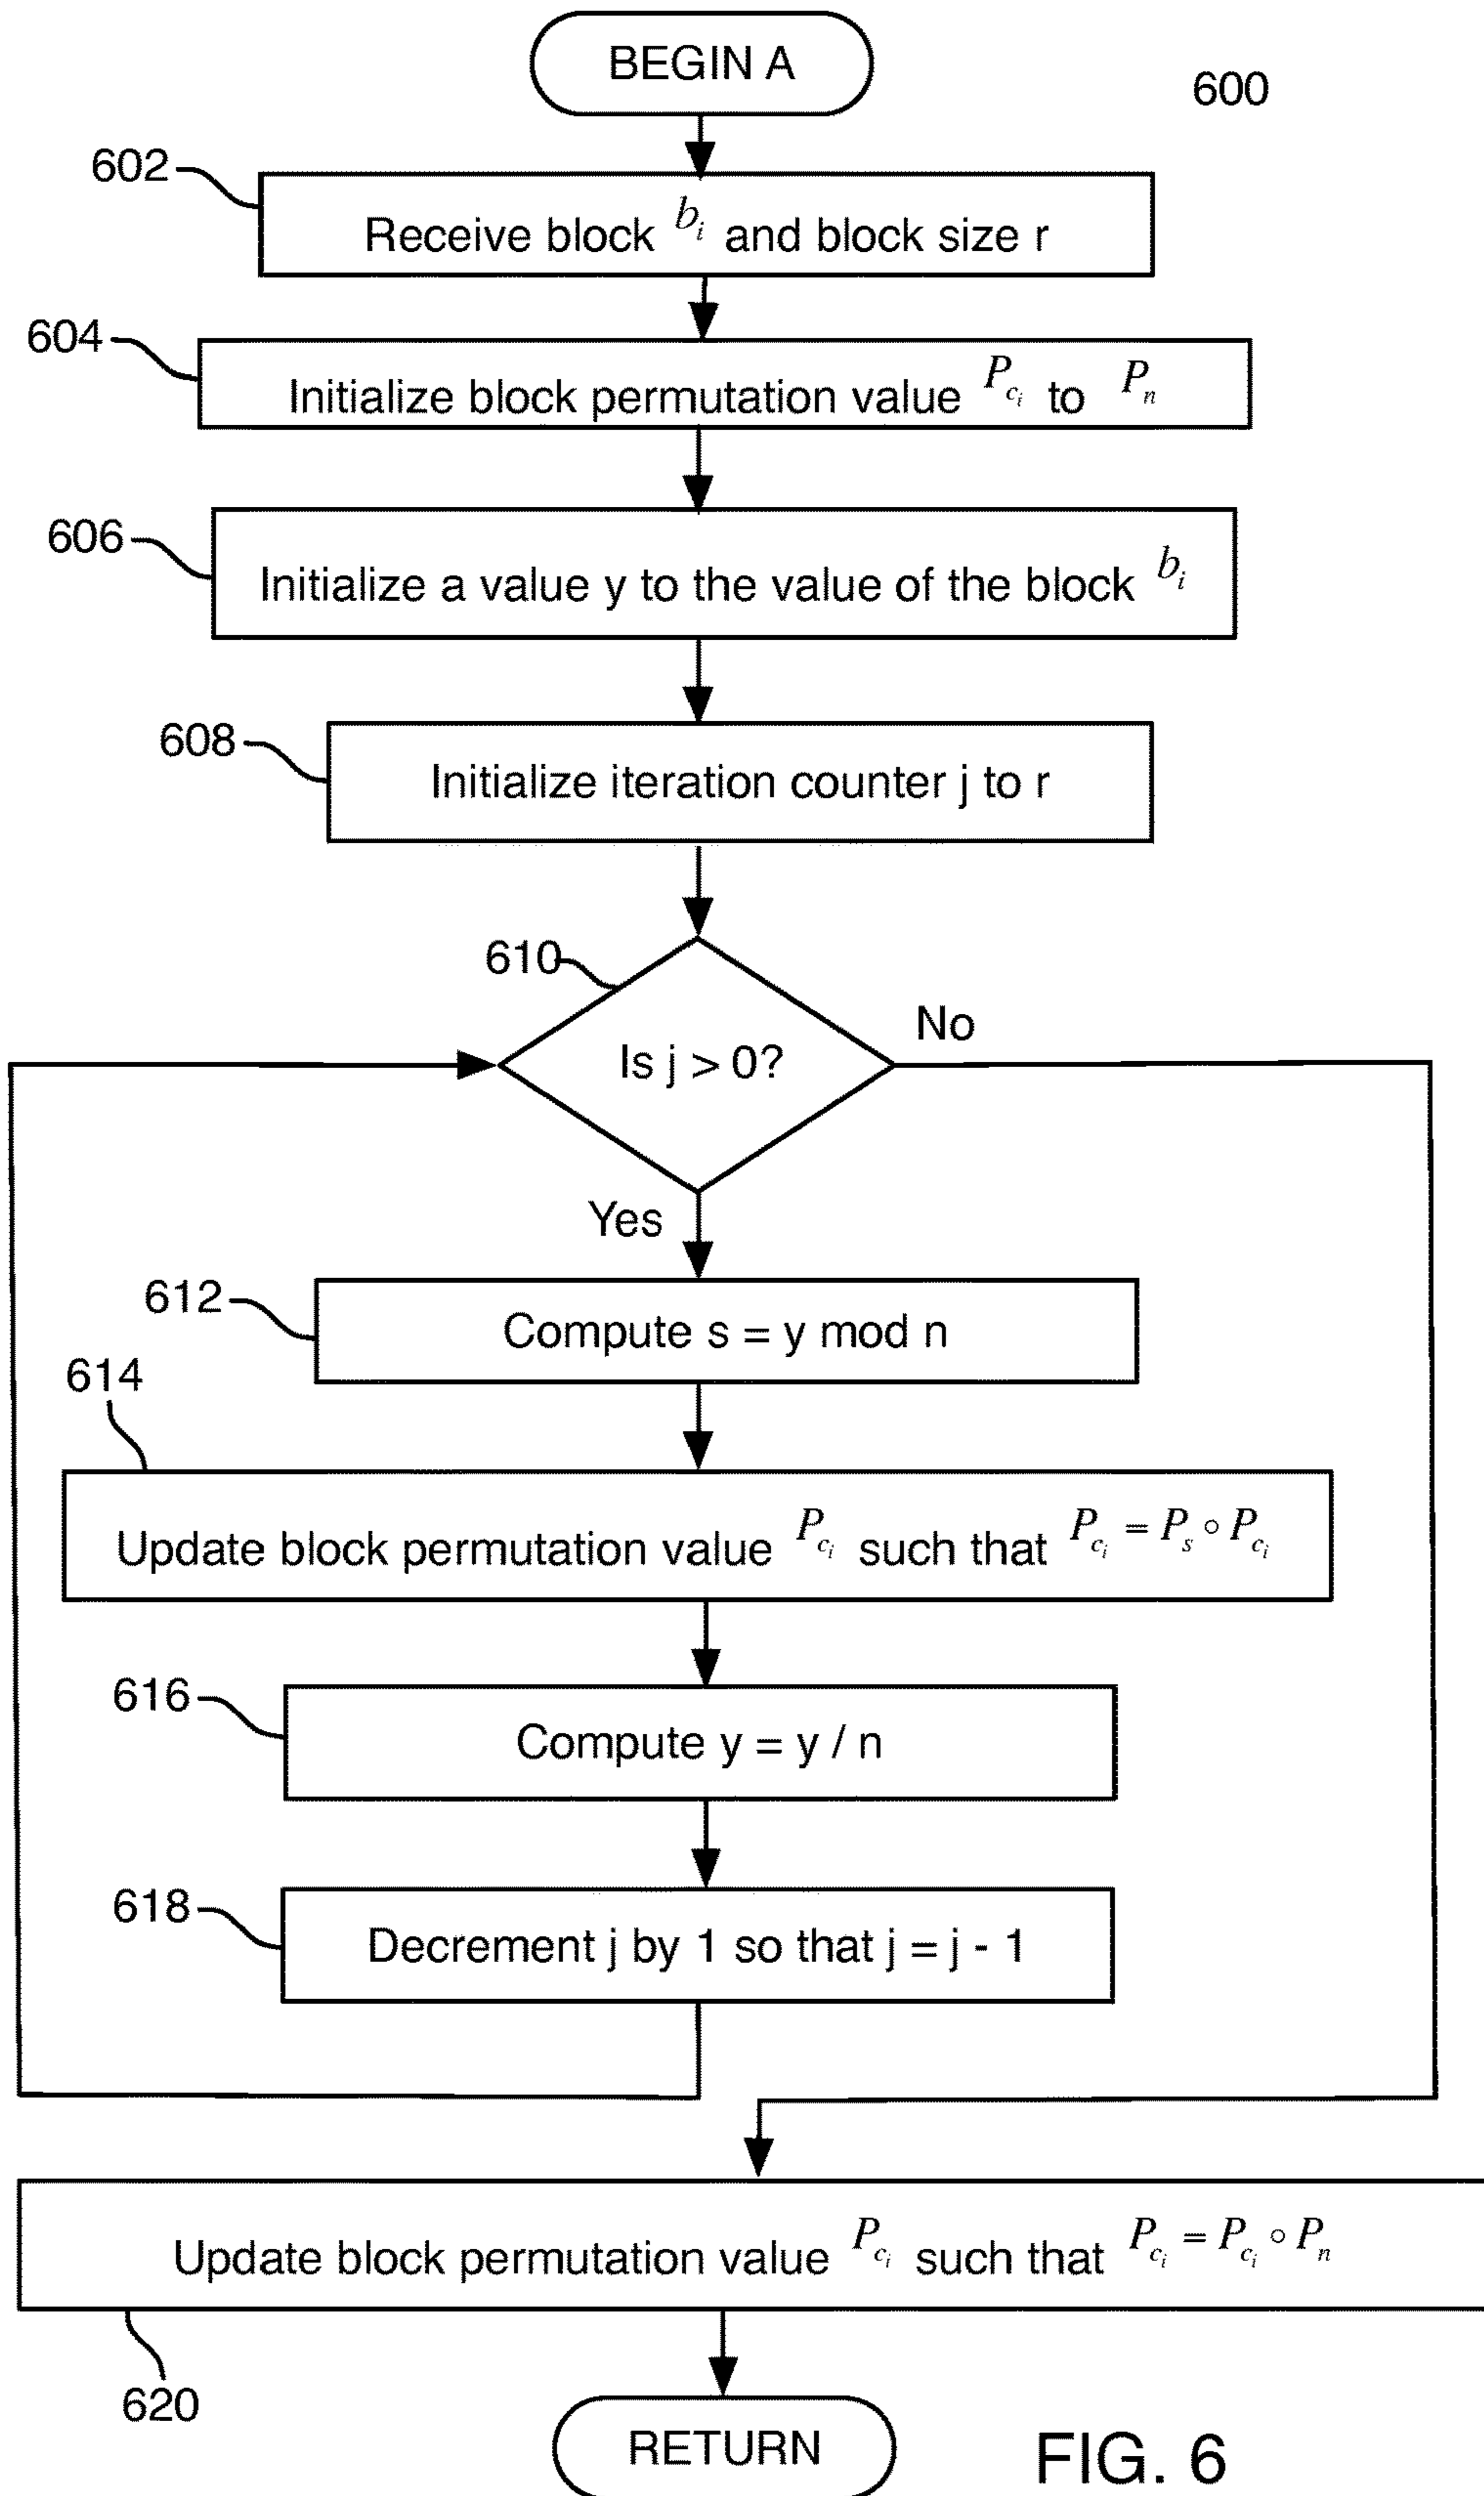 BEGIN A
600
602
Receive block b_i and block size r
604
Initialize block permutation value P_{c_i} to P_n
606
Initialize a value y to the value of the block b_i
608
Initialize iteration counter j to r
610
Is j > 0?
No
Yes
612
Compute s = y mod n
614
Update block permutation value P_{c_i} such that P_{c_i} = P_s ∘ P_{c_i}
616
Compute y = y / n
618
Decrement j by 1 so that j = j - 1
Update block permutation value P_{c_i} such that P_{c_i} = P_{c_i} ∘ P_n
620
RETURN
FIG. 6